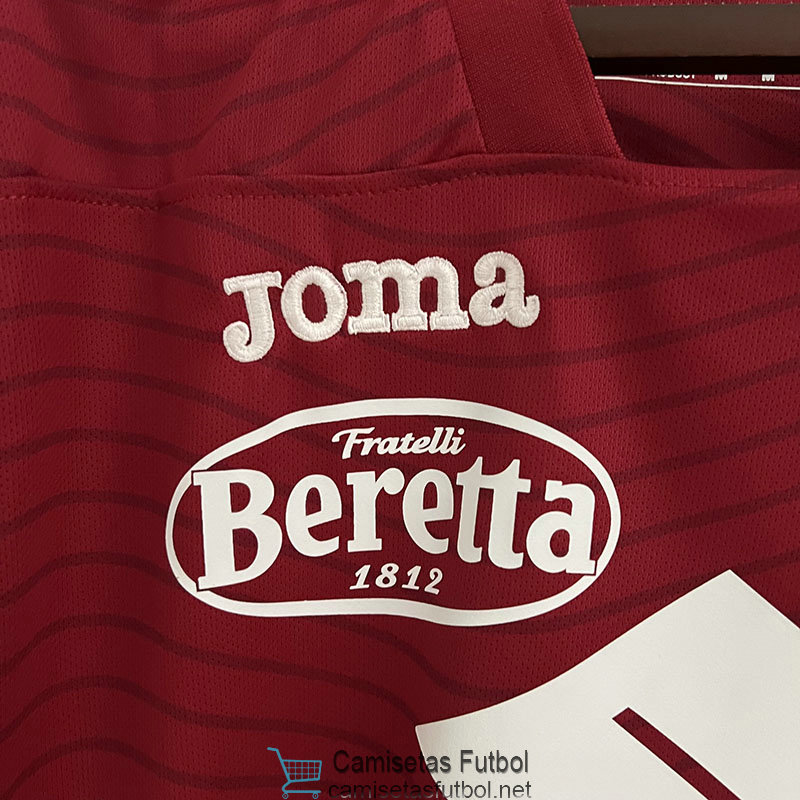 Joma
Fratelli
Beretta
1812
Camisetas Futbol
camisetasfutbol.net